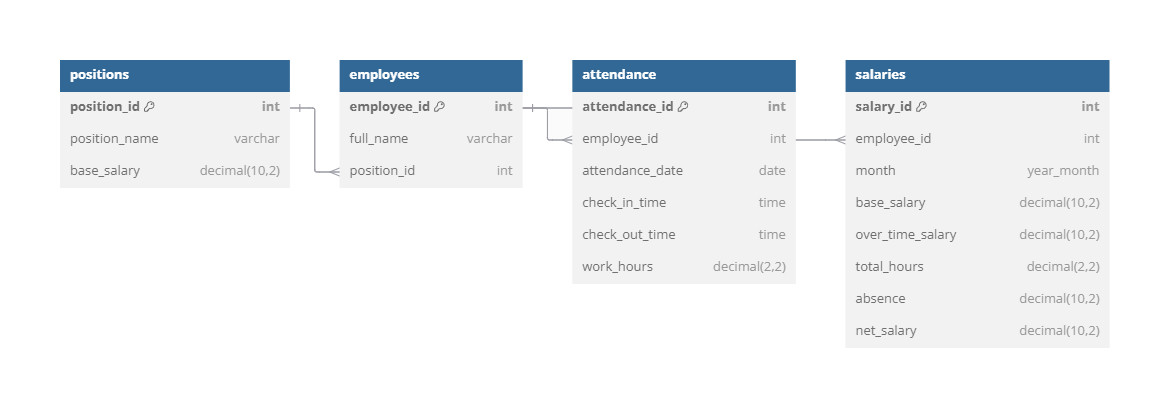 positions
position_id int
position_name varchar
base_salary decimal(10,2)
employees
employee_id int
full_name varchar
position_id int
attendance
attendance_id int
employee_id int
attendance_date date
check_in_time time
check_out_time time
work_hours decimal(2,2)
salaries
salary_id int
employee_id int
month year_month
base_salary decimal(10,2)
over_time_salary decimal(10,2)
total_hours decimal(2,2)
absence decimal(10,2)
net_salary decimal(10,2)